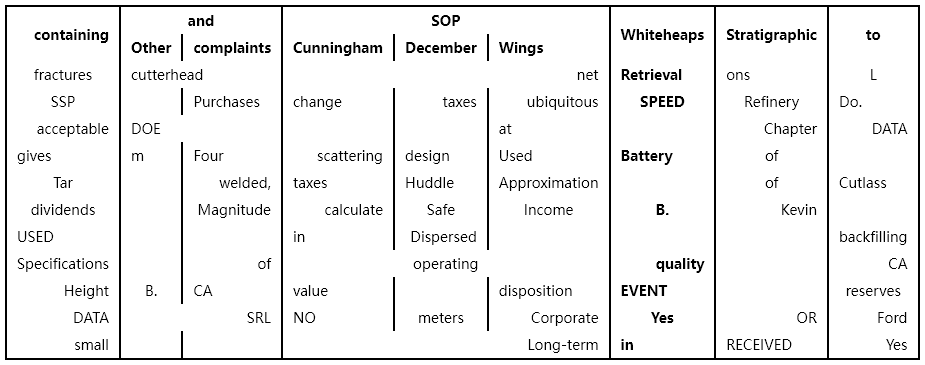 containing and SOP Whiteheaps Stratigraphic to
Other complaints Cunningham December Wings
fractures cutterhead net Retrieval ons L
SSP Purchases change taxes ubiquitous SPEED Refinery Do.
acceptable DOE at Chapter DATA
gives m Four scattering design Used Battery of
Tar welded, taxes Huddle Approximation of Cutlass
dividends Magnitude calculate Safe Income B. Kevin
USED in Dispersed backfilling
Specifications of operating quality CA
Height B. CA value disposition EVENT reserves
DATA SRL NO meters Corporate Yes OR Ford
small Long-term in RECEIVED Yes